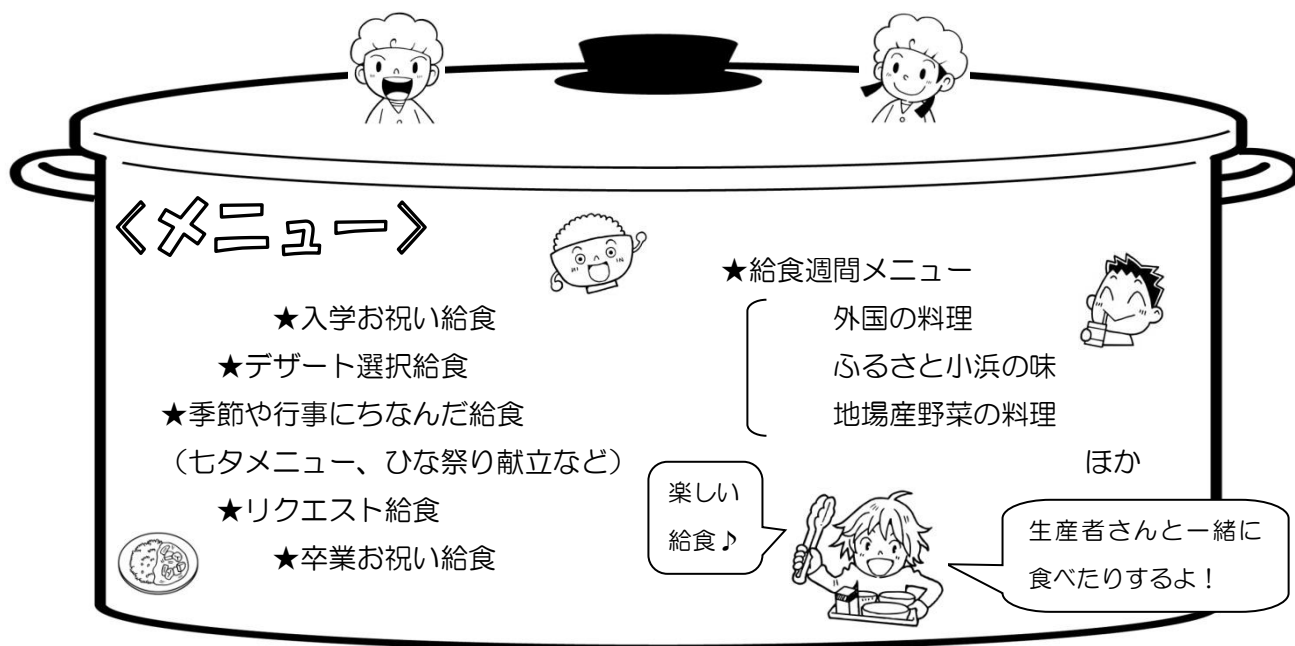 〈メニュー〉
★入学お祝い給食
★デザート選択給食
★季節や行事にちなんだ給食
（七夕メニュー、ひな祭り献立など）
★リクエスト給食
★卒業お祝い給食
★給食週間メニュー
外国の料理
ふるさと小浜の味
地場産野菜の料理
ほか
楽しい
給食♪
生産者さんと一緒に
食べたりするよ！